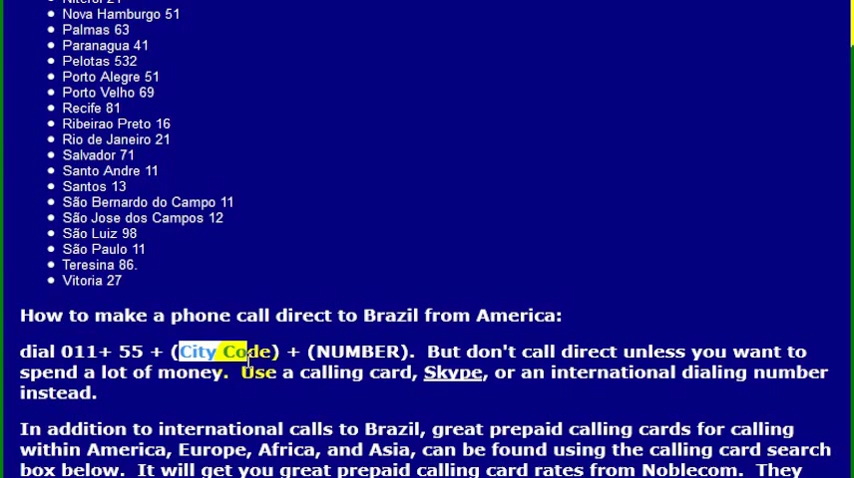 Niterói 21
Nova Hamburgo 51
Palmas 63
Paranagua 41
Pelotas 532
Porto Alegre 51
Porto Velho 69
Recife 81
Ribeirao Preto 16
Rio de Janeiro 21
Salvador 71
Santo Andre 11
Santos 13
São Bernardo do Campo 11
São Jose dos Campos 12
São Luiz 98
São Paulo 11
Teresina 86.
Vitoria 27
How to make a phone call direct to Brazil from America:
dial 011+ 55 + (City Code) + (NUMBER). But don't call direct unless you want to
spend a lot of money. Use a calling card, Skype, or an international dialing number
instead.
In addition to international calls to Brazil, great prepaid calling cards for calling
within America, Europe, Africa, and Asia, can be found using the calling card search
box below. It will get you great prepaid calling card rates from Noblecom. They